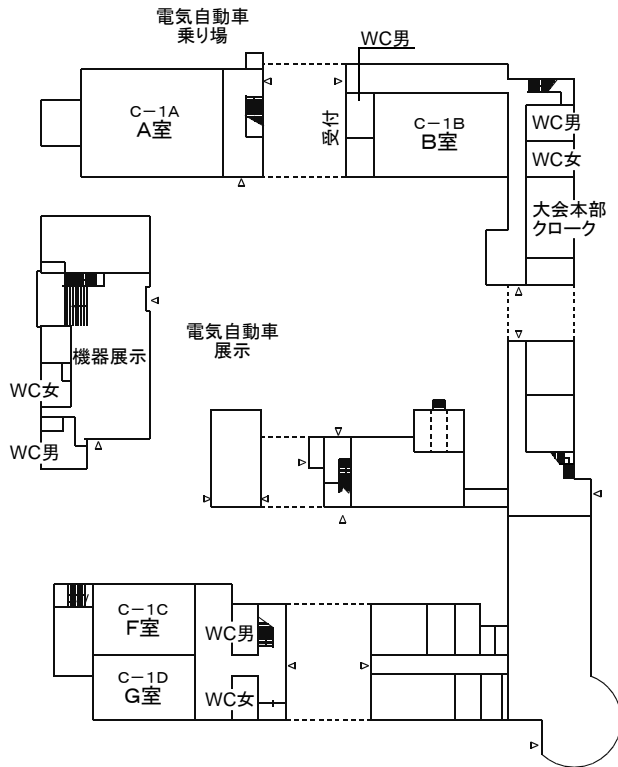 電気自動車
乗り場
WC男
C-1A
A室
受付
C-1B
B室
WC男
WC女
大会本部
クローク
電気自動車
展示
機器展示
WC女
WC男
C-1C
F室
WC男
C-1D
G室
WC女